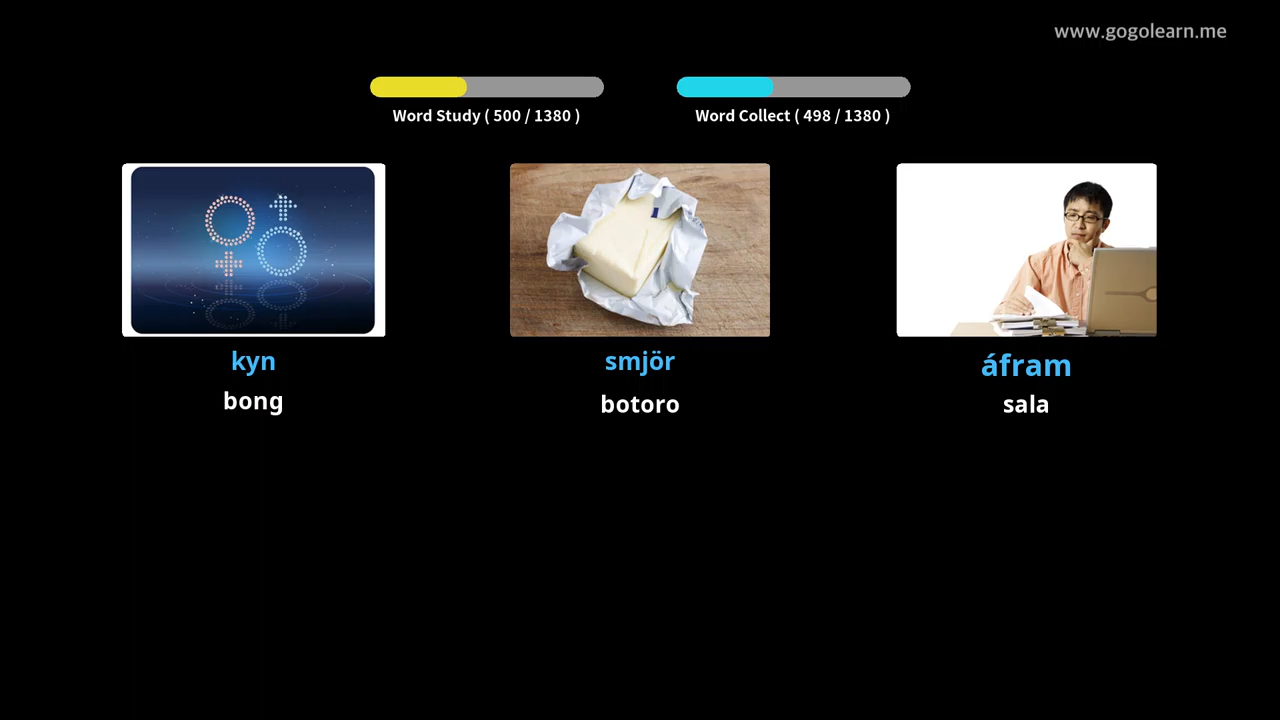 www.gogolearn.me
Word Study ( 500 / 1380 )
Word Collect ( 498 / 1380 )
kyn
smjör
áfram
bong
botoro
sala